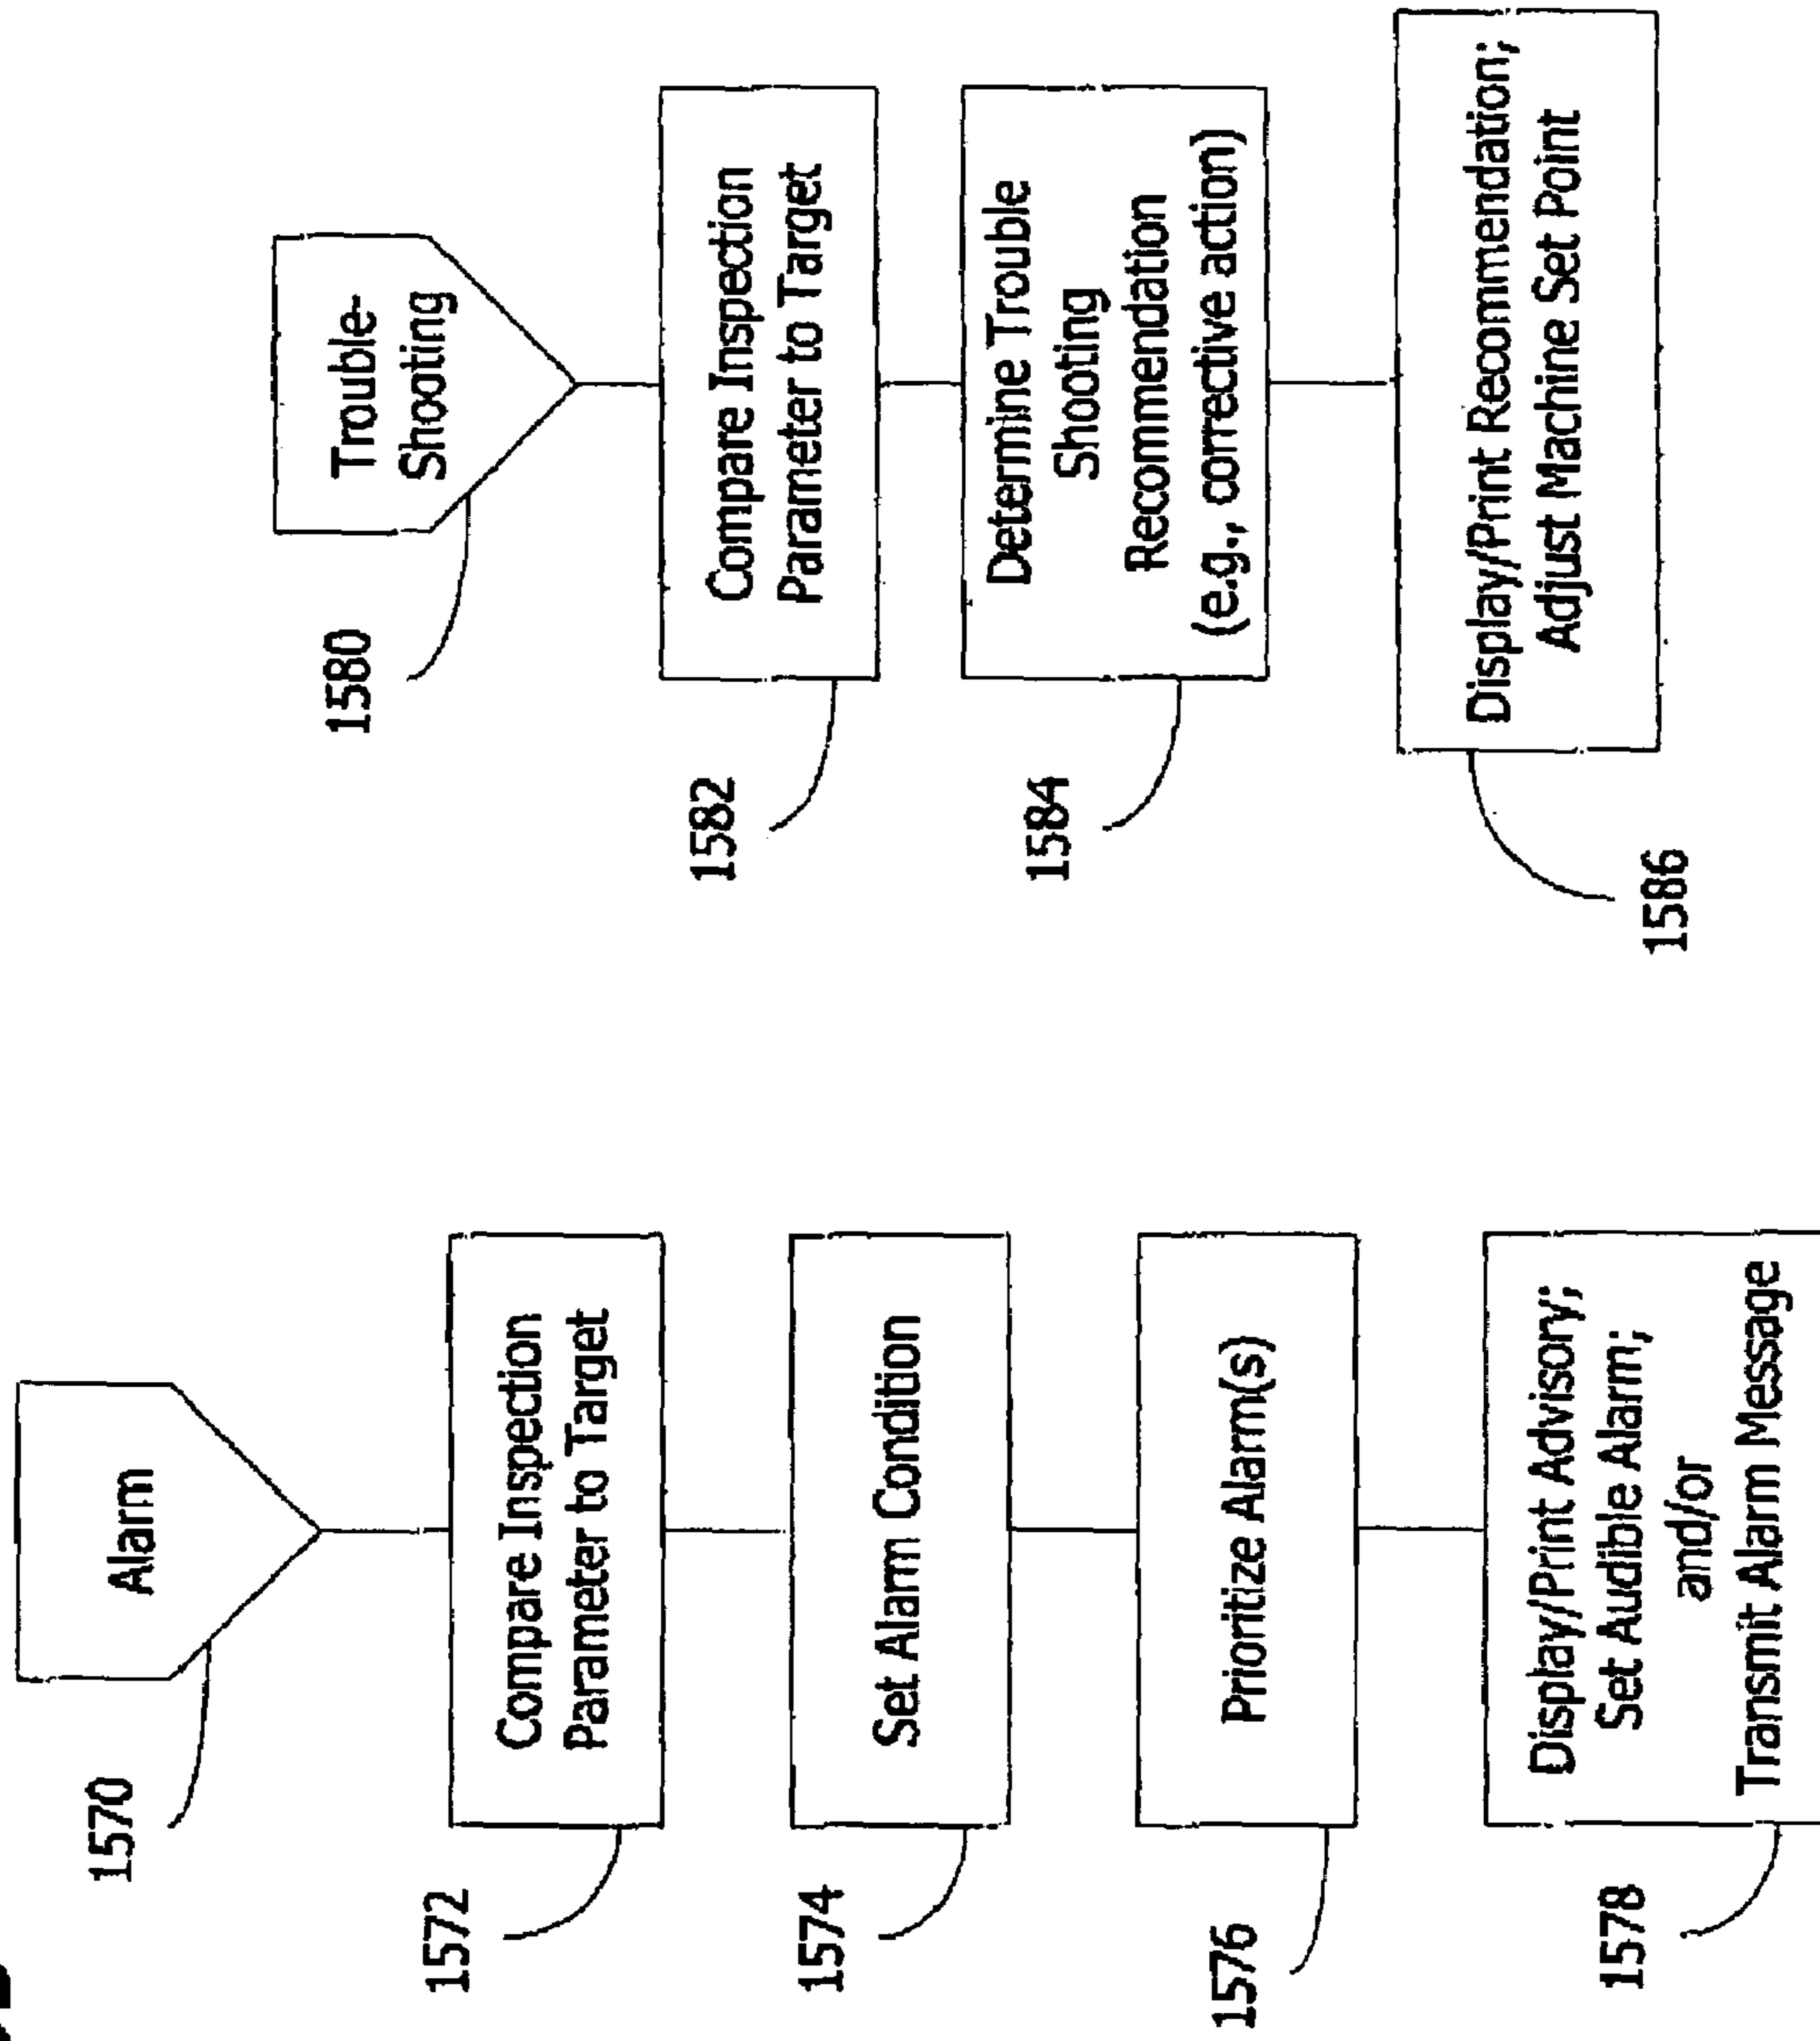 1570
Alarm
1572
Compare Inspection
Parameter to Target
1574
Set Alarm Condition
1576
Prioritize Alarm(s)
1578
Display/Print Advisory;
Set Audible Alarm;
and/or
Transmit Alarm Message
1580
Trouble-
Shooting
1582
Compare Inspection
Parameter to Target
1584
Determine Trouble
Shooting
Recommendation
(e.g., corrective action)
1586
Display/Print Recommendation;
Adjust Machine Set Point